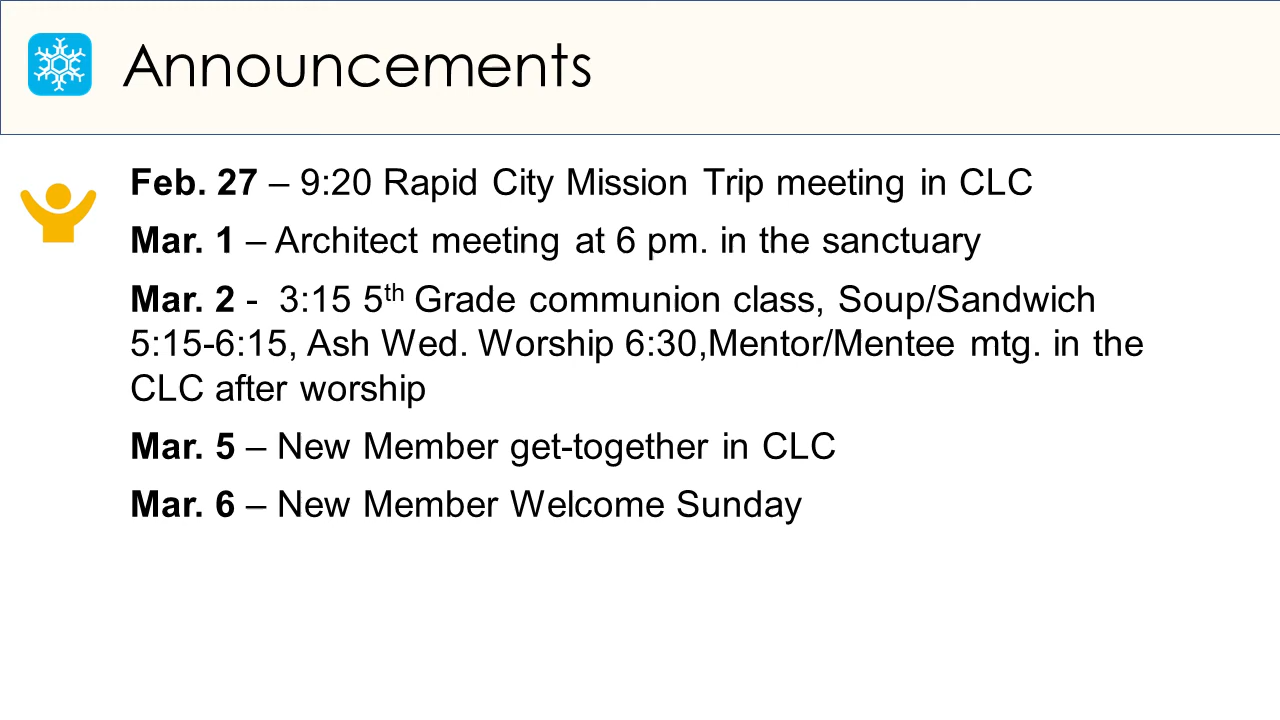 Announcements
Feb. 27 – 9:20 Rapid City Mission Trip meeting in CLC
Mar. 1 – Architect meeting at 6 pm. in the sanctuary
Mar. 2 -  3:15 5th Grade communion class, Soup/Sandwich
5:15-6:15, Ash Wed. Worship 6:30,Mentor/Mentee mtg. in the
CLC after worship
Mar. 5 – New Member get-together in CLC
Mar. 6 – New Member Welcome Sunday